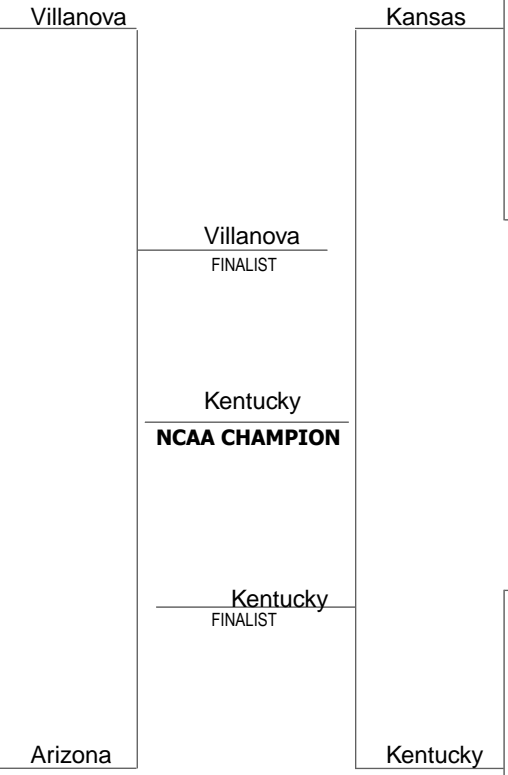 Villanova
Kansas
Villanova
FINALIST
Kentucky
NCAA CHAMPION
Kentucky
FINALIST
Arizona
Kentucky